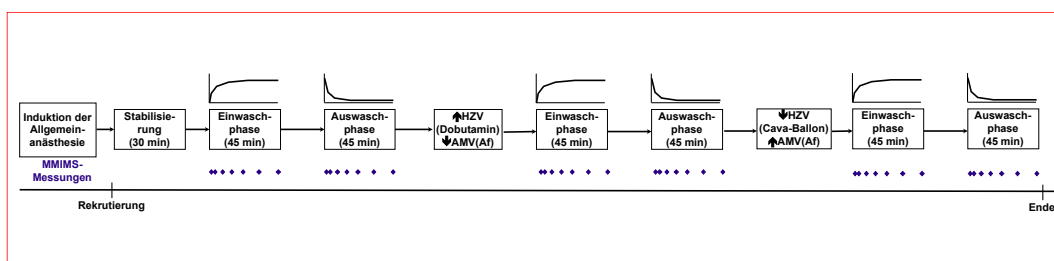 Induktion der
Allgemein-
anästhesie
Stabilisie-
rung
(30 min)
Einwasch-
phase
(45 min)
Auswasch-
phase
(45 min)
🡹HZV
(Dobutamin)
🡻AMV(Af)
Einwasch-
phase
(45 min)
Auswasch-
phase
(45 min)
🡻HZV
(Cava-Ballon)
🡹AMV(Af)
Einwasch-
phase
(45 min)
Auswasch-
phase
(45 min)
MMIMS-
Messungen
Rekrutierung
Ende